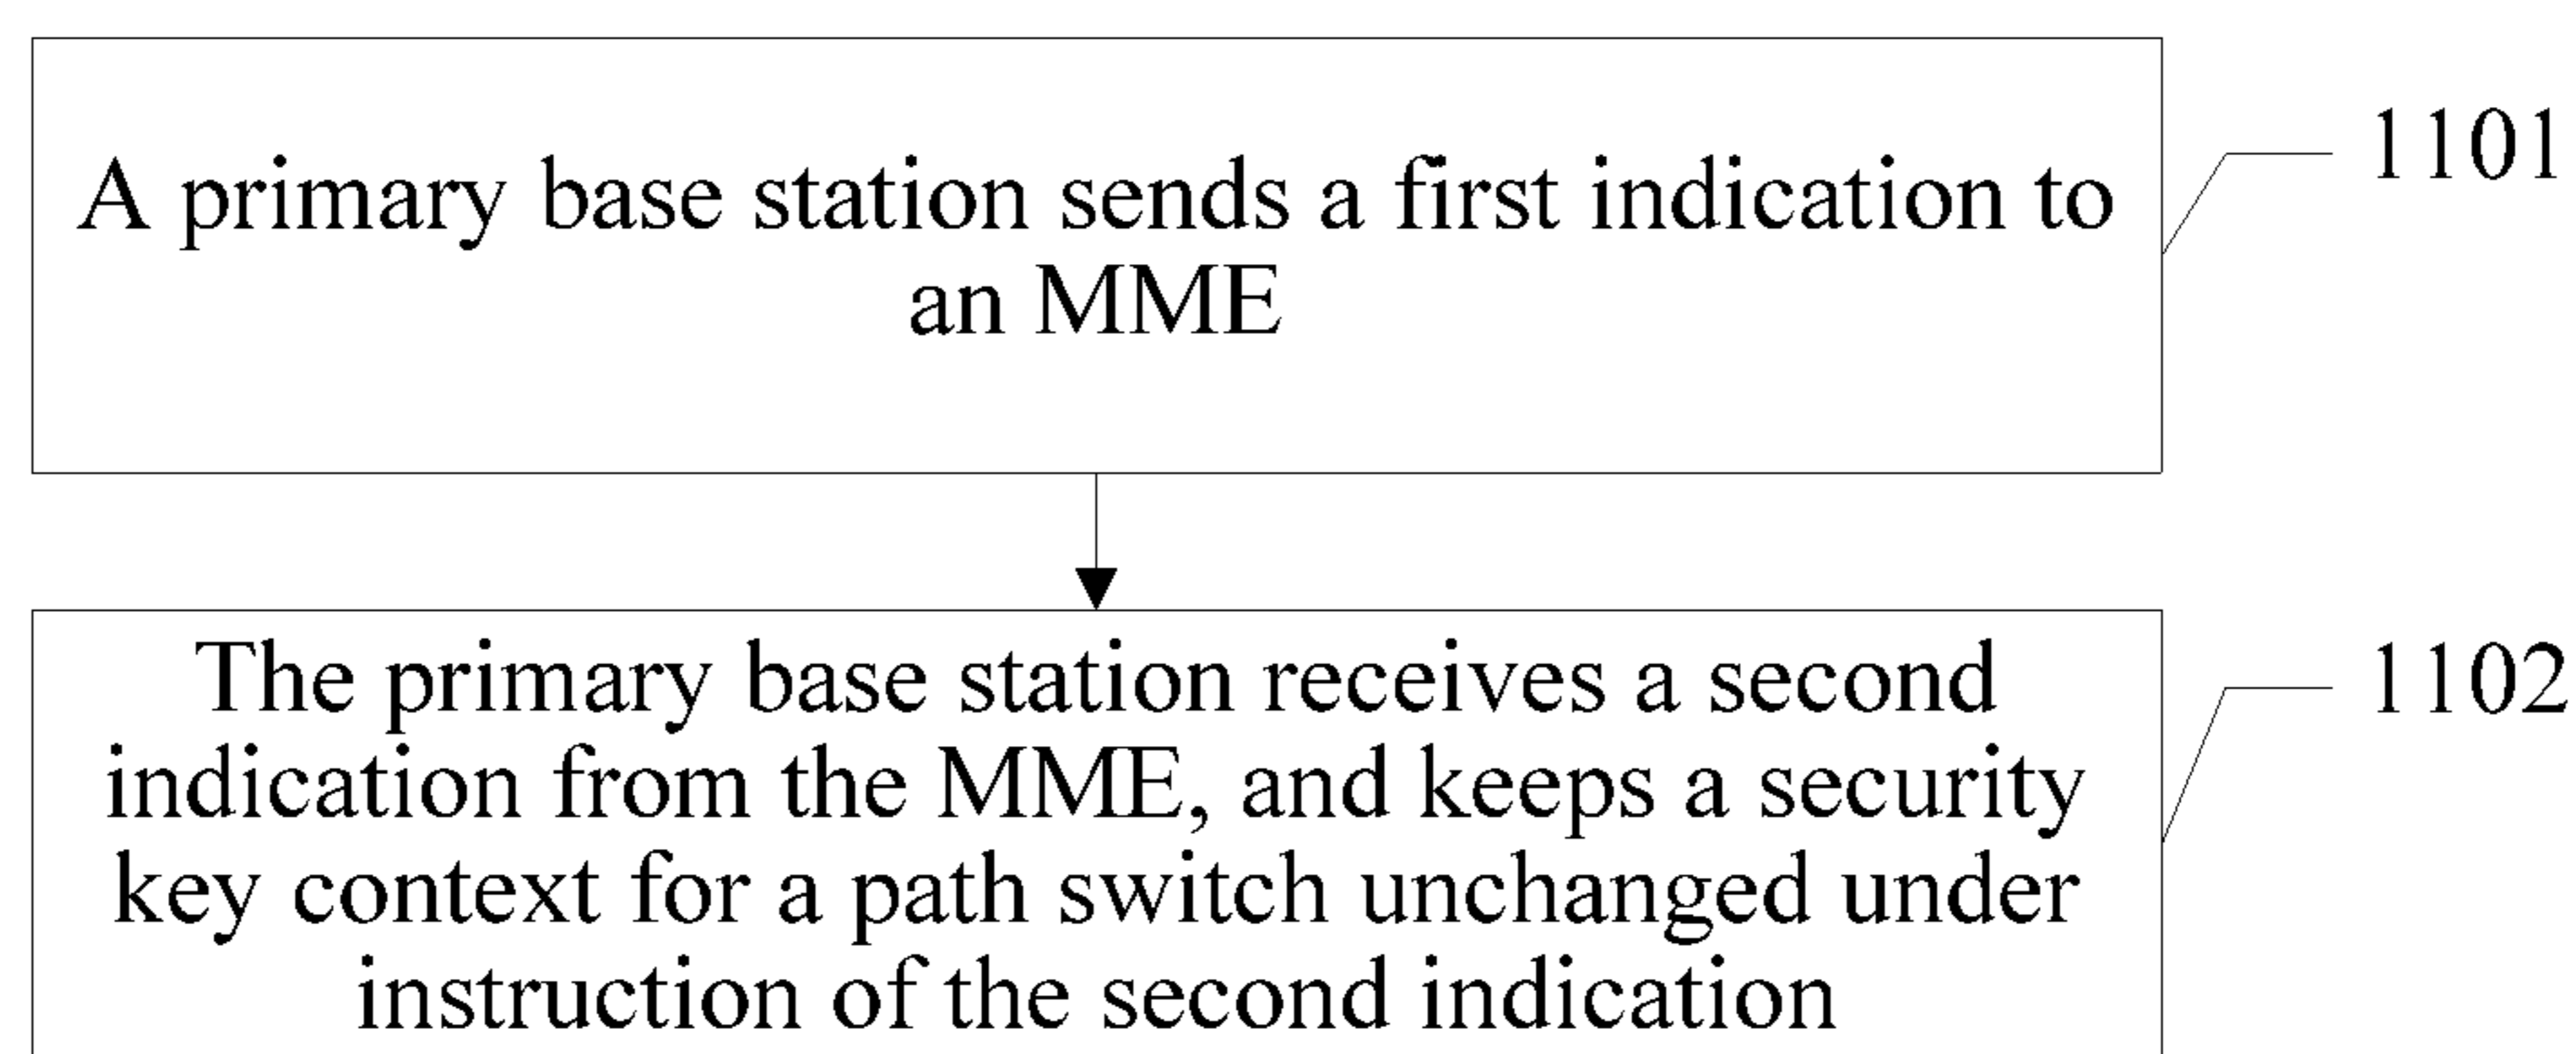 A primary base station sends a first indication to
an MME
1101
The primary base station receives a second
indication from the MME, and keeps a security
key context for a path switch unchanged under
instruction of the second indication
1102